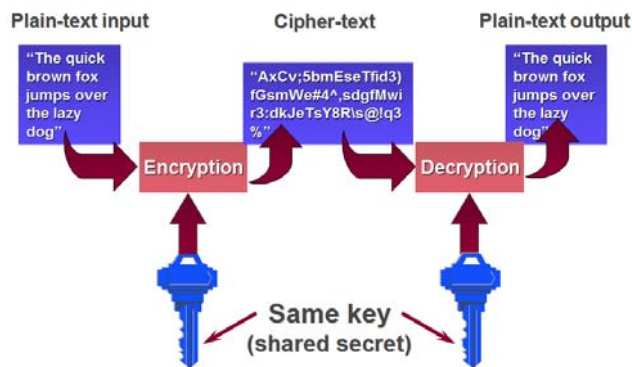 Plain-text input
Cipher-text
Plain-text output
“The quick
brown fox
jumps over
the lazy
dog”
“AxCv;5bmEseTfid3)
fGsmWe#4^,sdgfMwi
r3:dkJeTsY8R\s@!q3
%”
“The quick
brown fox
jumps over
the lazy
dog”
Encryption
Decryption
Same key
(shared secret)